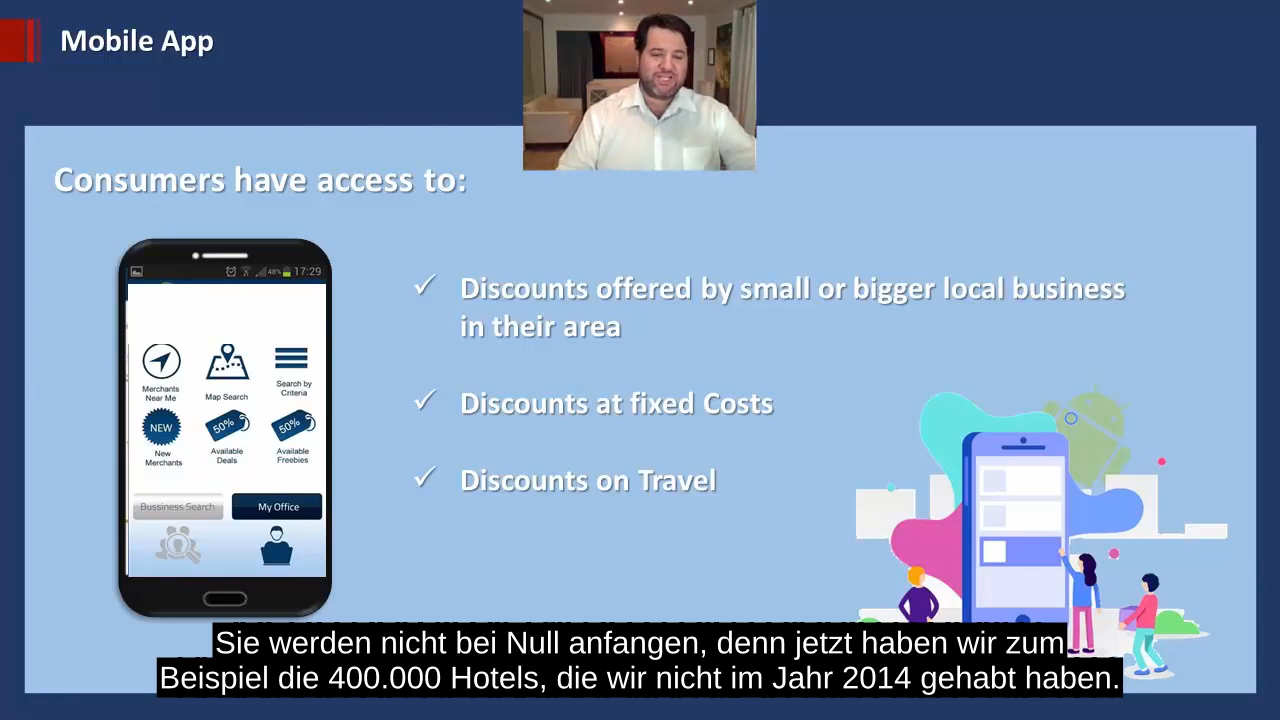 Mobile App
Consumers have access to:
48% 17:29
Merchants
Near Me
Map Search
Search by
Criteria
NEW
50%
50%
New
Merchants
Available
Deals
Available
Freebies
Bussiness Search
My Office
✓ Discounts offered by small or bigger local business
in their area
✓ Discounts at fixed Costs
✓ Discounts on Travel
Sie werden nicht bei Null anfangen, denn jetzt haben wir zum
Beispiel die 400.000 Hotels, die wir nicht im Jahr 2014 gehabt haben.